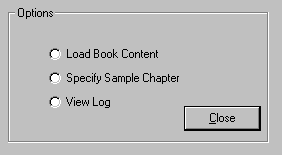 Options
Load Book Content
Specify Sample Chapter
View Log
Close